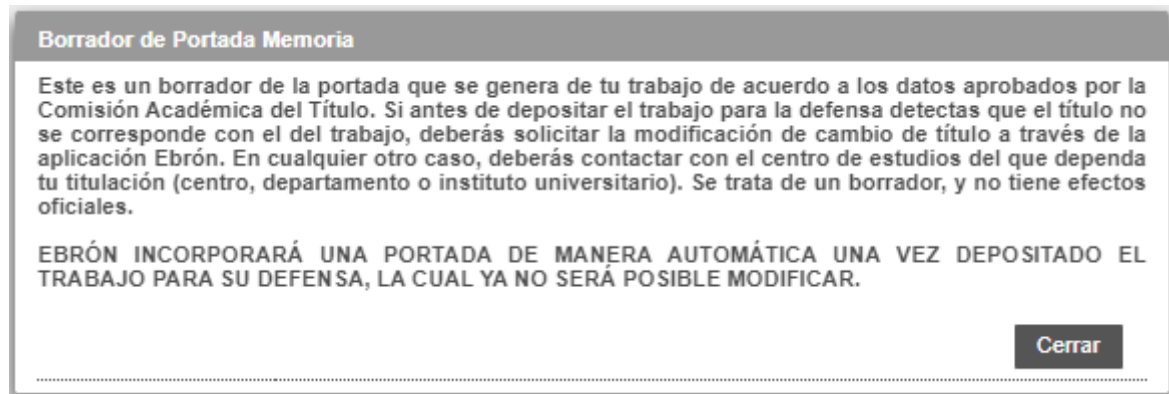 Borrador de Portada Memoria
Este es un borrador de la portada que se genera de tu trabajo de acuerdo a los datos aprobados por la
Comisión Académica del Título. Si antes de depositar el trabajo para la defensa detectas que el título no
se corresponde con el del trabajo, deberás solicitar la modificación de cambio de título a través de la
aplicación Ebrón. En cualquier otro caso, deberás contactar con el centro de estudios del que dependa
tu titulación (centro, departamento o instituto universitario). Se trata de un borrador, y no tiene efectos
oficiales.
EBRÓN INCORPORARÁ UNA PORTADA DE MANERA AUTOMÁTICA UNA VEZ DEPOSITADO EL
TRABAJO PARA SU DEFENSA, LA CUAL YA NO SERÁ POSIBLE MODIFICAR.
Cerrar